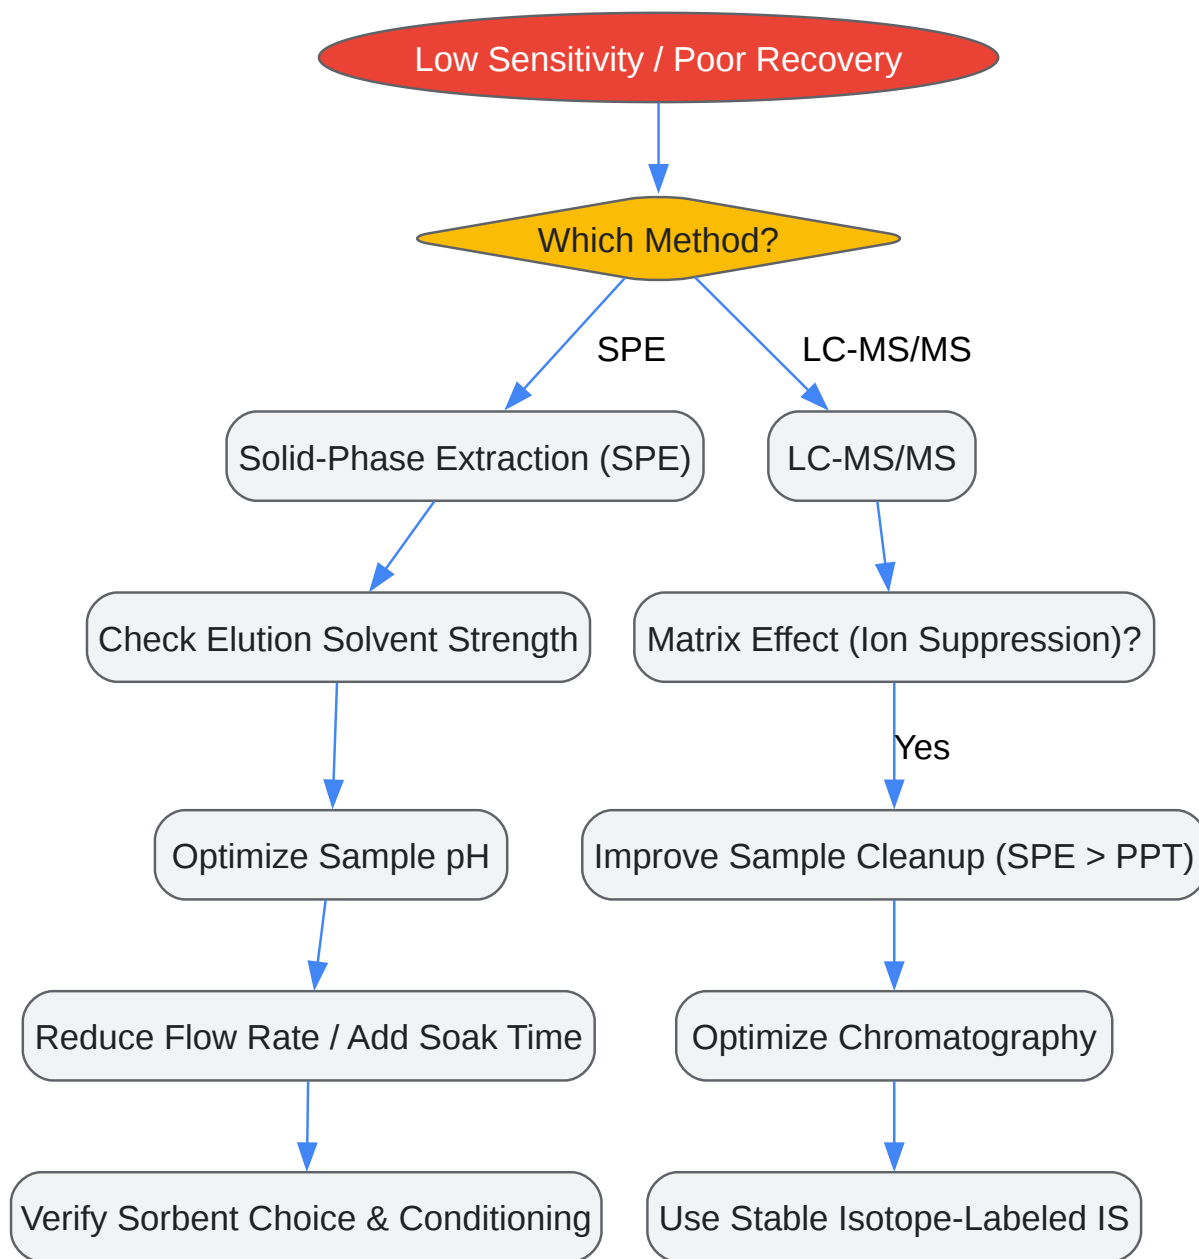 Low Sensitivity / Poor Recovery
Which Method?
SPE
LC-MS/MS
Solid-Phase Extraction (SPE)
LC-MS/MS
Check Elution Solvent Strength
Matrix Effect (Ion Suppression)?
Yes
Optimize Sample pH
Improve Sample Cleanup (SPE > PPT)
Reduce Flow Rate / Add Soak Time
Optimize Chromatography
Verify Sorbent Choice & Conditioning
Use Stable Isotope-Labeled IS